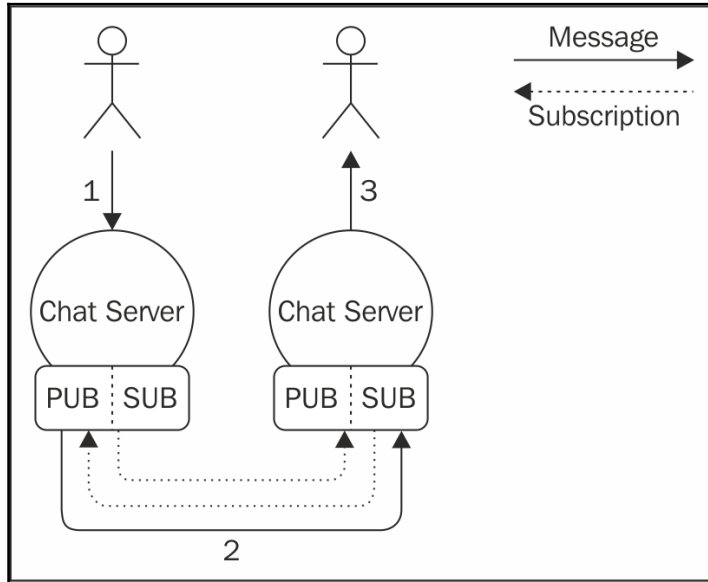 Message
Subscription
1
3
Chat Server
Chat Server
PUB
SUB
PUB
SUB
2